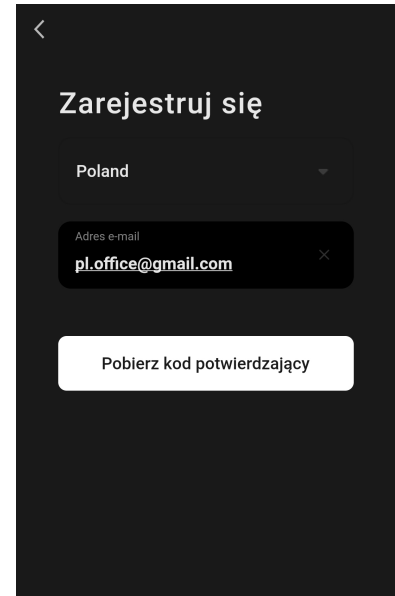 Zarejestruj się
Poland
Adres e-mail
pl.office@gmail.com
Pobierz kod potwierdzający